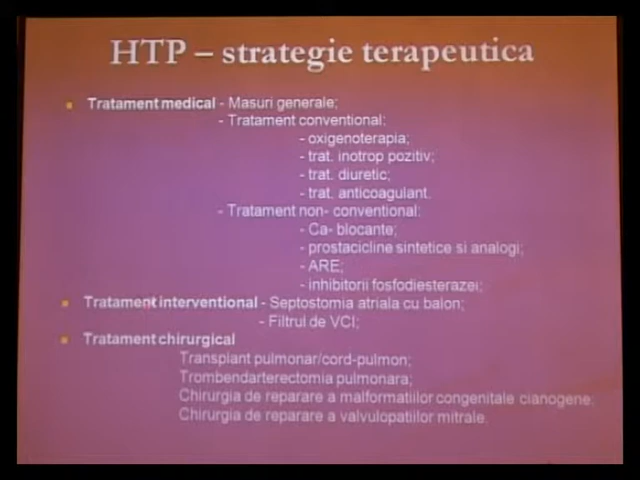 HTP – strategie terapeutica
Tratament medical - Masuri generale;
- Tratament conventional:
- oxigenoterapia;
- trat. inotrop pozitiv;
- trat. diuretic;
- trat. anticoagulant.
- Tratament non- conventional:
- Ca- blocante;
- prostacicline sintetice si analogi;
- ARE;
- inhibitorii fosfodiesterazei;
Tratament interventional - Septostomia atriala cu balon;
- Filtrul de VCI;
Tratament chirurgical
Transplant pulmonar/cord-pulmon;
Trombendarterectomia pulmonara;
Chirurgia de reparare a malformatiilor congenitale cianogene;
Chirurgia de reparare a valvulopatiilor mitrale.